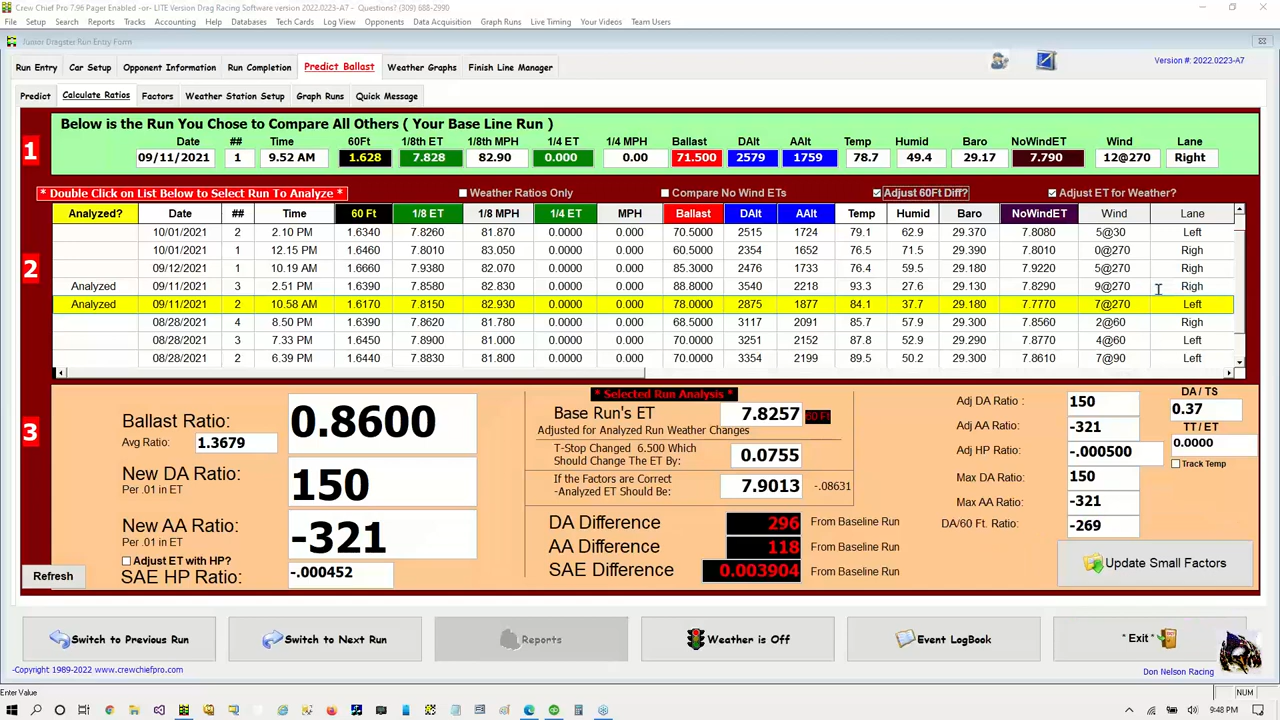 Crew Chief Pro 7.96 Pager Enabled -or- LITE Version Drag Racing Software version 2022.0223-A7 - Questions? (309) 688-2990
File Setup Search Reports Tracks Accounting Help Databases Tech Cards Log View Opponents Data Acquisition Graph Runs Live Timing Your Videos Team Users
Junior Dragster Run Entry Form
Run Entry Car Setup Opponent Information Run Completion Predict Ballast Weather Graphs Finish Line Manager Version #: 2022.0223-A7
Predict Calculate Ratios Factors Weather Station Setup Graph Runs Quick Message
1
Below is the Run You Chose to Compare All Others ( Your Base Line Run )
Date ## Time 60Ft 1/8th ET 1/8th MPH 1/4 ET 1/4 MPH Ballast DAlt AAlt Temp Humid Baro NoWindET Wind Lane
09/11/2021 1 9.52 AM 1.628 7.828 82.90 0.000 0.00 71.500 2579 1759 78.7 49.4 29.17 7.790 12@270 Right
* Double Click on List Below to Select Run To Analyze * Weather Ratios Only Compare No Wind ETs Adjust 60Ft Diff? Adjust ET for Weather?
2
Analyzed? Date ## Time 60 Ft 1/8 ET 1/8 MPH 1/4 ET MPH Ballast DAlt AAlt Temp Humid Baro NoWindET Wind Lane
10/01/2021 2 2.10 PM 1.6340 7.8260 81.870 0.0000 0.000 70.5000 2515 1724 79.1 62.9 29.370 7.8080 5@30 Left
10/01/2021 1 12.15 PM 1.6460 7.8010 83.050 0.0000 0.000 60.5000 2354 1652 76.5 71.5 29.390 7.8010 0@270 Righ
09/12/2021 1 10.19 AM 1.6660 7.9380 82.070 0.0000 0.000 85.3000 2476 1733 76.4 59.5 29.180 7.9220 5@270 Righ
Analyzed 09/11/2021 3 2.51 PM 1.6390 7.8580 82.830 0.0000 0.000 88.8000 3540 2218 93.3 27.6 29.130 7.8290 9@270 Righ
Analyzed 09/11/2021 2 10.58 AM 1.6170 7.8150 82.930 0.0000 0.000 78.0000 2875 1877 84.1 37.7 29.180 7.7770 7@270 Left
08/28/2021 4 8.50 PM 1.6390 7.8620 81.780 0.0000 0.000 68.5000 3117 2091 85.7 57.9 29.300 7.8560 2@60 Righ
08/28/2021 3 7.33 PM 1.6450 7.8900 81.000 0.0000 0.000 70.0000 3251 2152 87.8 52.9 29.290 7.8770 4@60 Left
08/28/2021 2 6.39 PM 1.6440 7.8830 81.800 0.0000 0.000 70.0000 3354 2199 89.5 50.2 29.300 7.8610 7@90 Left
3
Ballast Ratio: 0.8600
Avg Ratio: 1.3679
New DA Ratio: 150
Per .01 in ET
New AA Ratio: -321
Per .01 in ET
Adjust ET with HP?
SAE HP Ratio: -.000452
Refresh
* Selected Run Analysis *
Base Run's ET 7.8257 60 Ft
Adjusted for Analyzed Run Weather Changes
T-Stop Changed 6.500 Which
Should Change The ET By: 0.0755
If the Factors are Correct
-Analyzed ET Should Be: 7.9013 -.08631
DA Difference 296 From Baseline Run
AA Difference 118 From Baseline Run
SAE Difference 0.003904 From Baseline Run
Adj DA Ratio : 150
Adj AA Ratio: -321
Adj HP Ratio: -.000500
Max DA Ratio: 150
Max AA Ratio: -321
DA/60 Ft. Ratio: -269
DA / TS
0.37
TT / ET
0.0000
Track Temp
Update Small Factors
Switch to Previous Run Switch to Next Run Reports Weather is Off Event LogBook * Exit *
-Copyright 1989-2022 www.crewchiefpro.com Don Nelson Racing
Enter Value NUM
9:48 PM